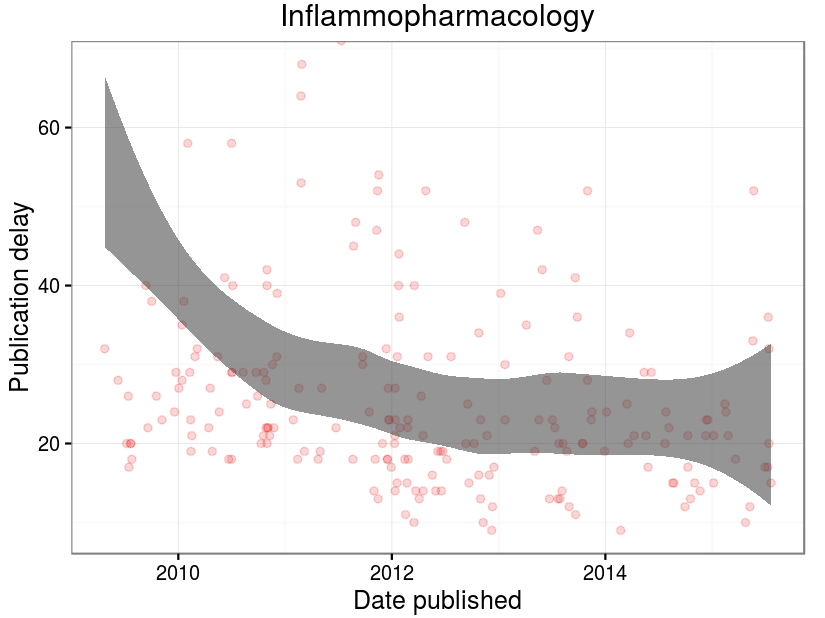 Inflammopharmacology
Publication delay
60
40
20
2010 2012 2014
Date published